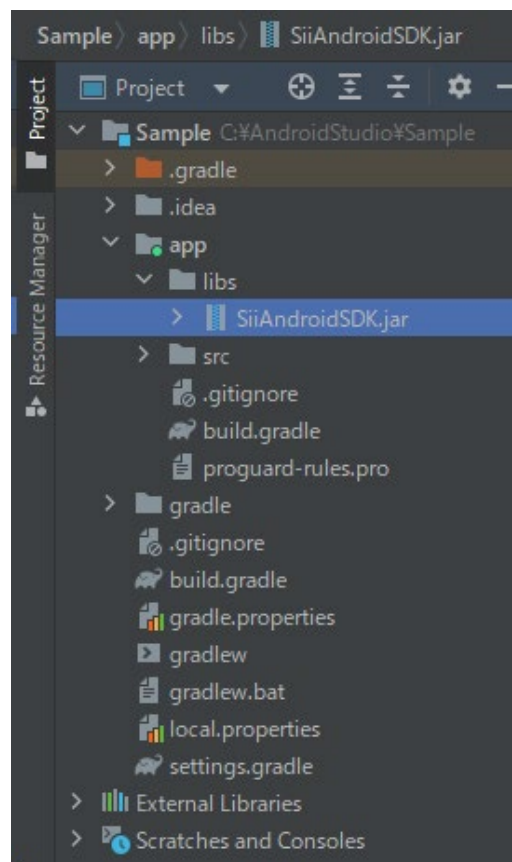 Sample 〉 app 〉 libs 〉 SiiAndroidSDK.jar
Project
Project
Resource Manager
Sample C:¥AndroidStudio¥Sample
.gradle
.idea
app
libs
SiiAndroidSDK.jar
src
.gitignore
build.gradle
proguard-rules.pro
gradle
.gitignore
build.gradle
gradle.properties
gradlew
gradlew.bat
local.properties
settings.gradle
External Libraries
Scratches and Consoles